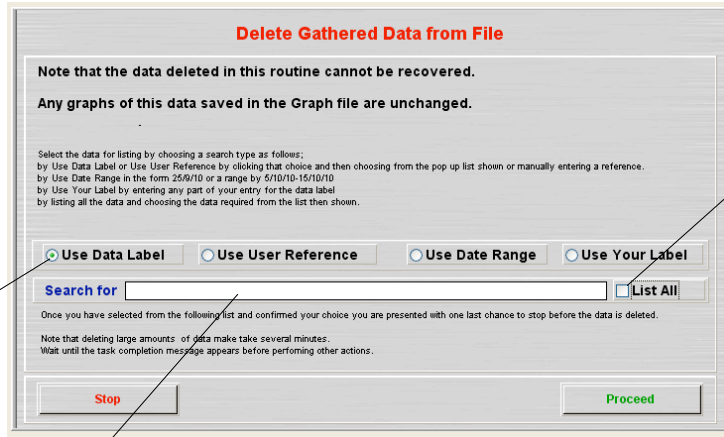 Delete Gathered Data from File
Note that the data deleted in this routine cannot be recovered.
Any graphs of this data saved in the Graph file are unchanged.
Select the data for listing by choosing a search type as follows;
by Use Data Label or Use User Reference by clicking that choice and then choosing from the pop up list shown or manually entering a reference.
by Use Date Range in the form 25/9/10 or a range by 5/10/10-15/10/10
by Use Your Label by entering any part of your entry for the data label
by listing all the data and choosing the data required from the list then shown.
Use Data Label Use User Reference Use Date Range Use Your Label
Search for List All
Once you have selected from the following list and confirmed your choice you are presented with one last chance to stop before the data is deleted.
Note that deleting large amounts of data make take several minutes.
Wait until the task completion message appears before perfoming other actions.
Stop Proceed